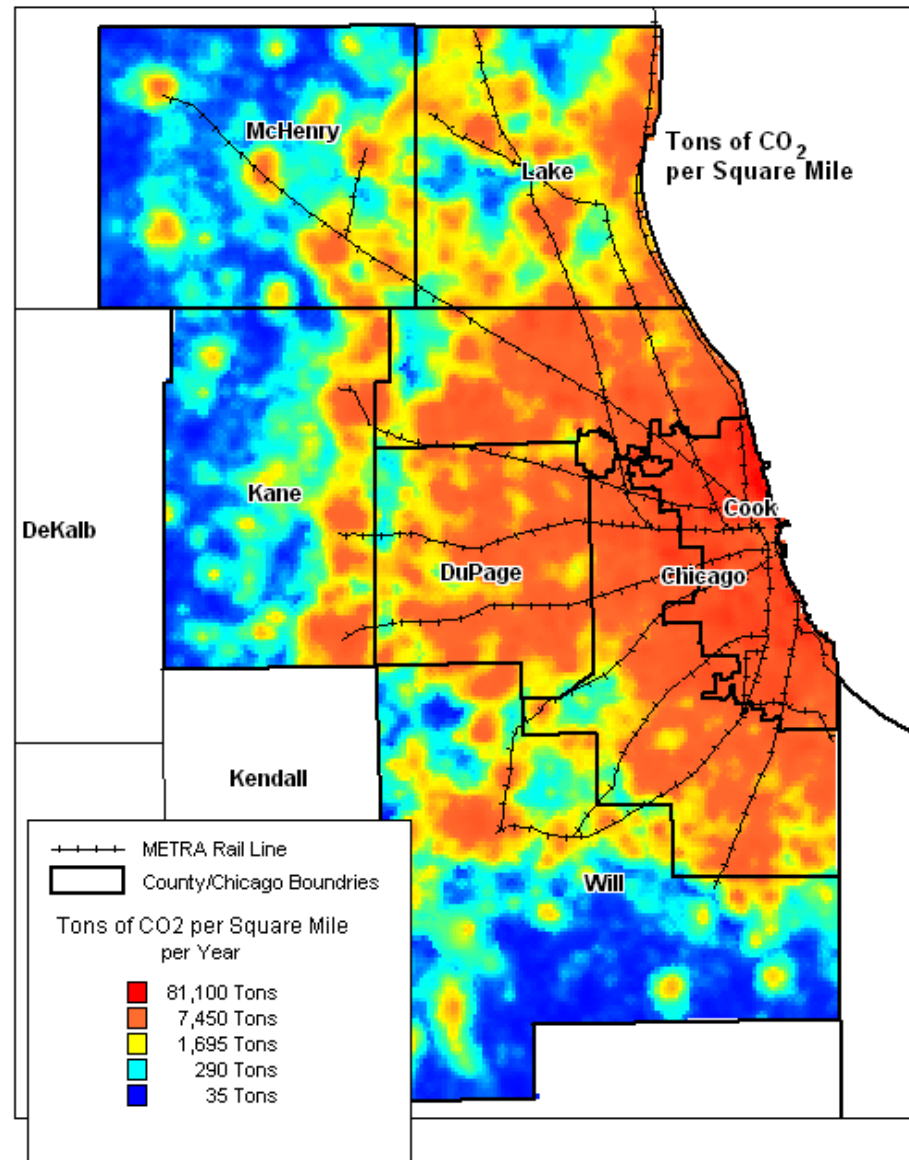 McHenry
Lake
Tons of CO2
per Square Mile
Kane
Cook
DeKalb
DuPage
Chicago
Kendall
Will
METRA Rail Line
County/Chicago Boundries
Tons of CO2 per Square Mile
per Year
81,100 Tons
7,450 Tons
1,695 Tons
290 Tons
35 Tons